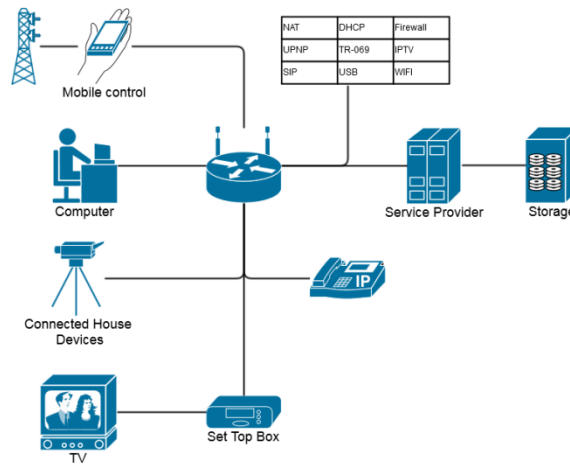 NAT DHCP Firewall
UPNP TR-069 IPTV
SIP USB WIFI
Mobile control
Computer
Service Provider
Storage
IP
Connected House
Devices
Set Top Box
TV